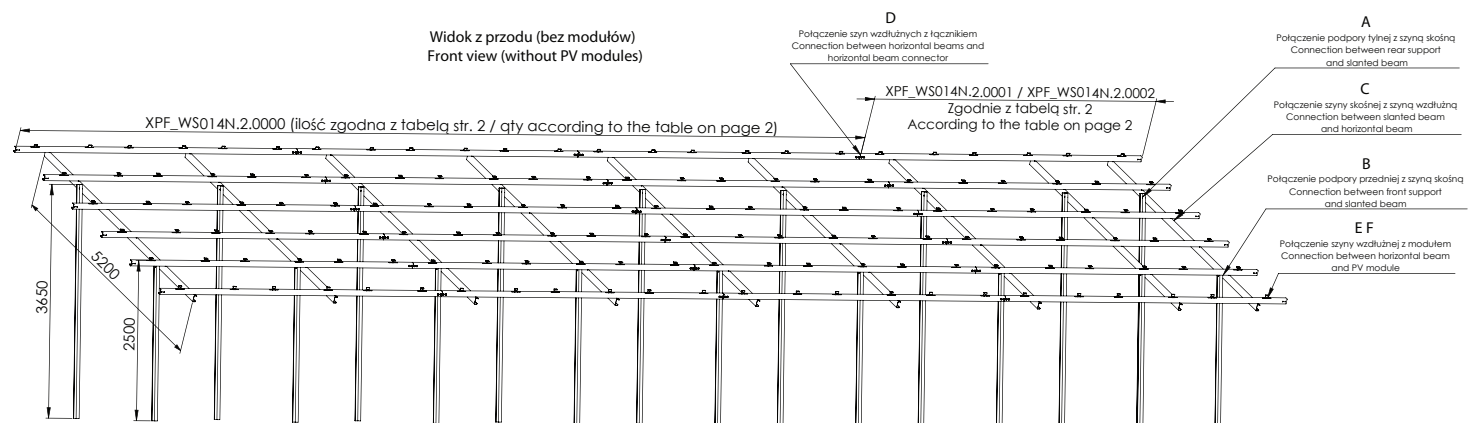 Widok z przodu (bez modułów)
Front view (without PV modules)
D
Połączenie szyn wzdłużnych z łącznikiem
Connection between horizontal beams and
horizontal beam connector
A
Połączenie podpory tylnej z szyną skośną
Connection between rear support
and slanted beam
XPF_WS014N.2.0000 (ilość zgodna z tabelą str. 2 / qty according to the table on page 2)
XPF_WS014N.2.0001 / XPF_WS014N.2.0002
Zgodnie z tabelą str. 2
According to the table on page 2
C
Połączenie szyny skośnej z szyną wzdłużną
Connection between slanted beam
and horizontal beam
B
Połączenie podpory przedniej z szyną skośną
Connection between front support
and slanted beam
E F
Połączenie szyny wzdłużnej z modułem
Connection between horizontal beam
and PV module
5200
3650
2500